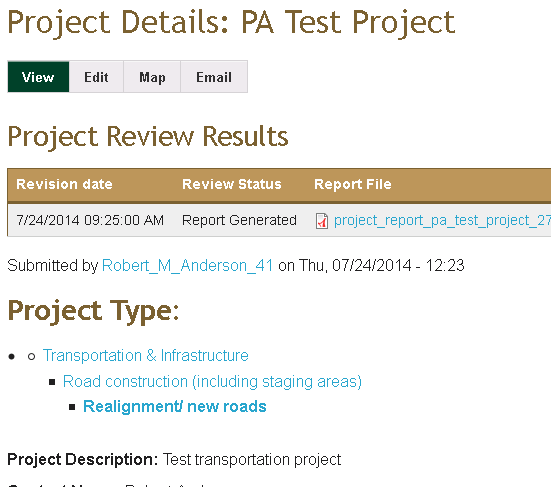 Project Details: PA Test Project
View Edit Map Email
Project Review Results
Revision date Review Status Report File
7/24/2014 09:25:00 AM Report Generated project_report_pa_test_project_27
Submitted by Robert_M_Anderson_41 on Thu, 07/24/2014 - 12:23
Project Type:
Transportation & Infrastructure
Road construction (including staging areas)
Realignment/ new roads
Project Description: Test transportation project